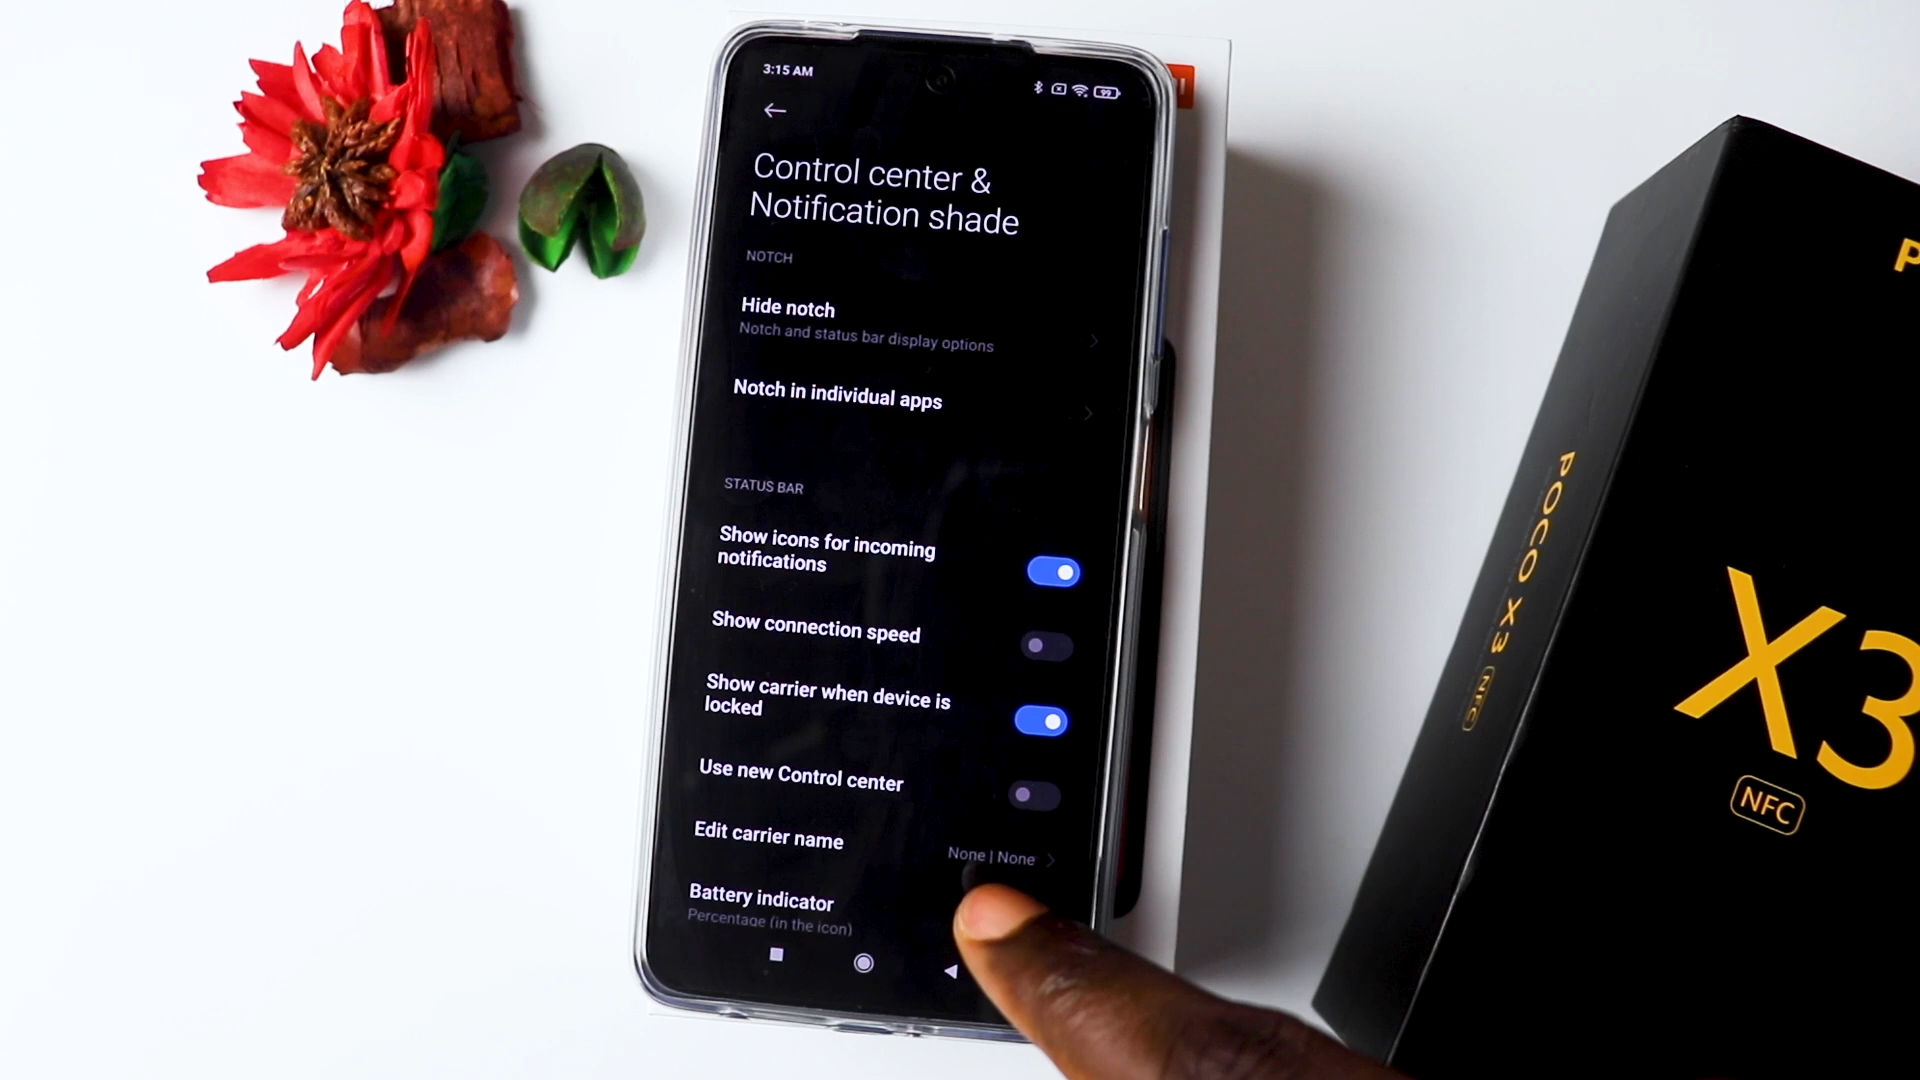 3:15 AM
99
Control center &
Notification shade
NOTCH
Hide notch
Notch and status bar display options
Notch in individual apps
STATUS BAR
Show icons for incoming
notifications
Show connection speed
Show carrier when device is
locked
Use new Control center
Edit carrier name
None | None
Battery indicator
Percentage (in the icon)
POCO X3 NFC
X3
NFC